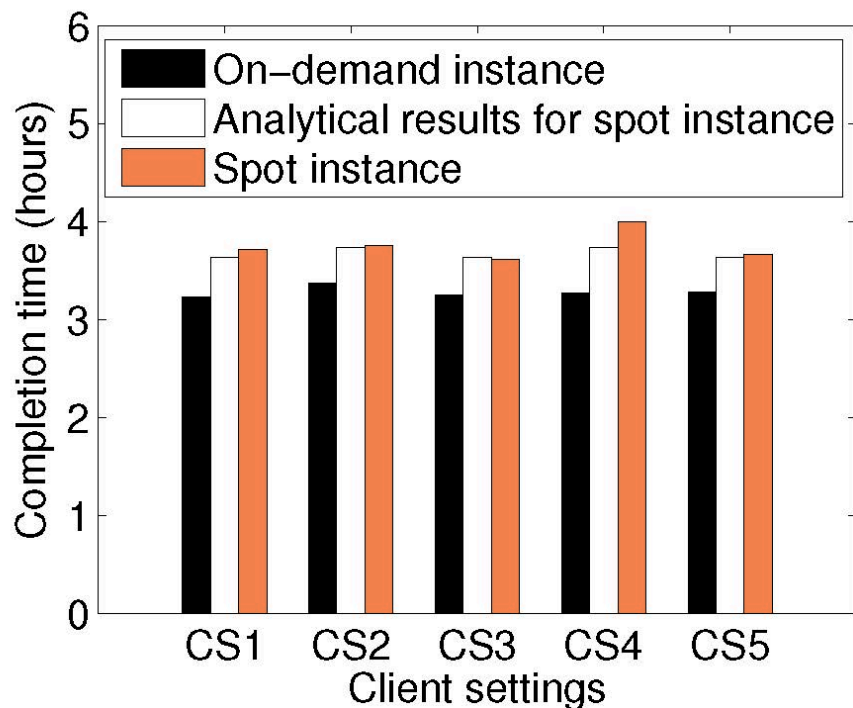 On-demand instance
Analytical results for spot instance
Spot instance
Completion time (hours)
6
5
4
3
2
1
0
CS1 CS2 CS3 CS4 CS5
Client settings